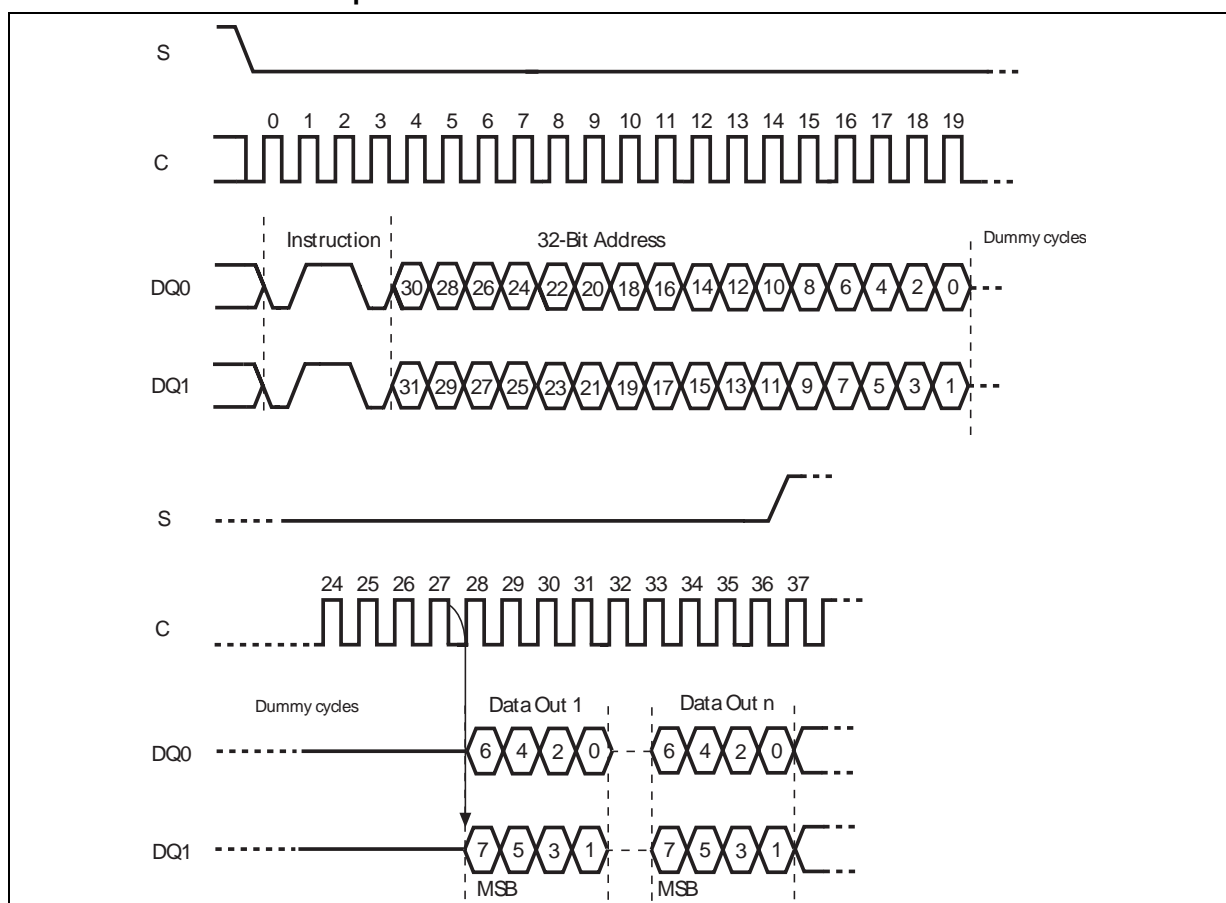 S
0 1 2 3 4 5 6 7 8 9 10 11 12 13 14 15 16 17 18 19
C
Instruction 32-Bit Address Dummy cycles
DQ0 30 28 26 24 22 20 18 16 14 12 10 8 6 4 2 0
DQ1 31 29 27 25 23 21 19 17 15 13 11 9 7 5 3 1
S
24 25 26 27 28 29 30 31 32 33 34 35 36 37
C
Dummy cycles Data Out 1 Data Out n
DQ0 6 4 2 0 6 4 2 0
DQ1 7 5 3 1 7 5 3 1
MSB MSB